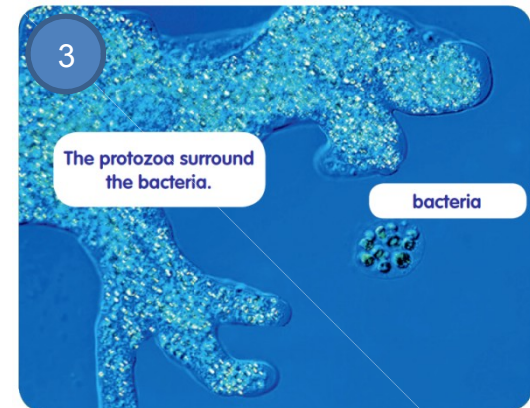 3
The protozoa surround
the bacteria.
bacteria